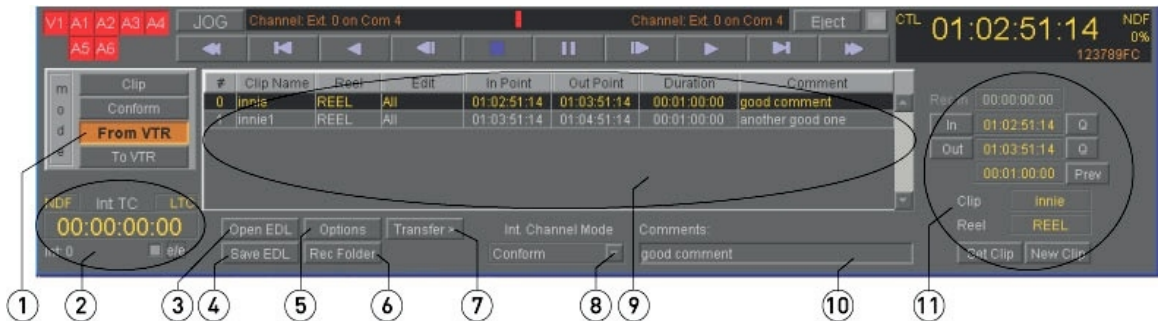 V1 A1 A2 A3 A4 JOG Channel: Ext. 0 on Com 4 Channel: Ext. 0 on Com 4 Eject CTL 01:02:51:14 NDF
A5 A6 0%
123789FC
mode
Clip
Conform
From VTR
To VTR
# Clip Name Reel Edit In Point Out Point Duration Comment
0 innie REEL All 01:02:51:14 01:03:51:14 00:01:00:00 good comment
1 innie1 REEL All 01:03:51:14 01:04:51:14 00:01:00:00 another good one
Rec In 00:00:00:00
In 01:02:51:14 Q
Out 01:03:51:14 Q
00:01:00:00 Prev
Clip innie
Reel REEL
Set Clip New Clip
NDF Int TC LTC
00:00:00:00
Int: 0 e/e
Open EDL Options Transfer > Int. Channel Mode Comments:
Save EDL Rec Folder Conform good comment
1 2 3 4 5 6 7 8 9 10 11